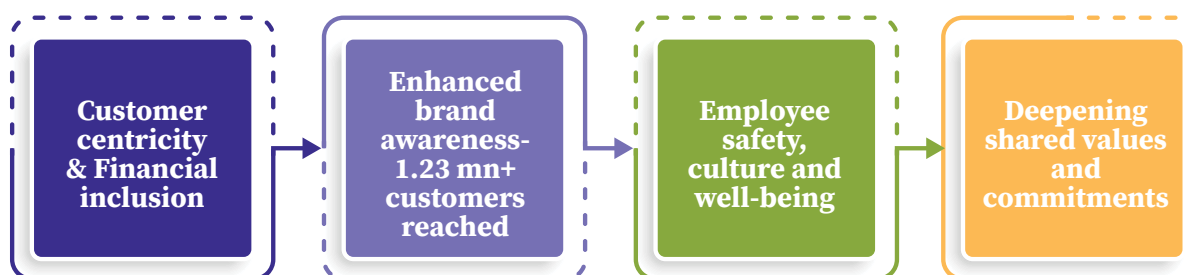 Customer
centricity
& Financial
inclusion
Enhanced
brand
awareness-
1.23 mn+
customers
reached
Employee
safety,
culture and
well-being
Deepening
shared values
and
commitments